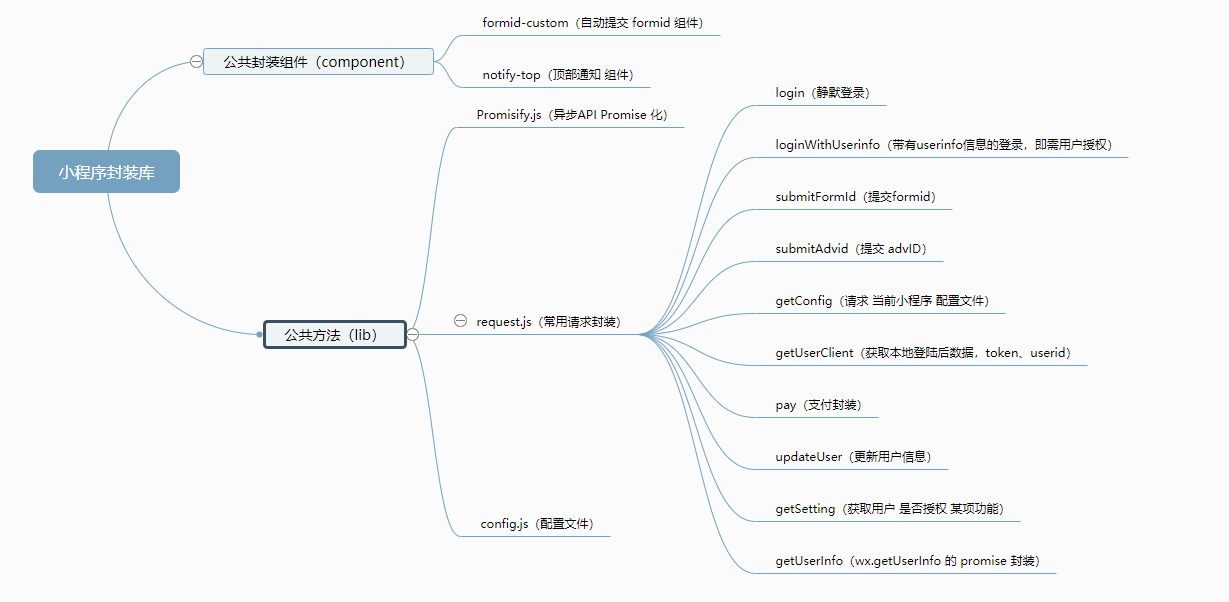 小程序封装库
公共封装组件（component）
formid-custom（自动提交 formid 组件）
notify-top（顶部通知 组件）
公共方法（lib）
Promisify.js（异步API Promise 化）
request.js（常用请求封装）
login（静默登录）
loginWithUserinfo（带有userinfo信息的登录，即需用户授权）
submitFormId（提交formid）
submitAdvid（提交 advID）
getConfig（请求 当前小程序 配置文件）
getUserClient（获取本地登陆后数据，token、userid）
pay（支付封装）
updateUser（更新用户信息）
getSetting（获取用户 是否授权 某项功能）
getUserInfo（wx.getUserInfo 的 promise 封装）
config.js（配置文件）